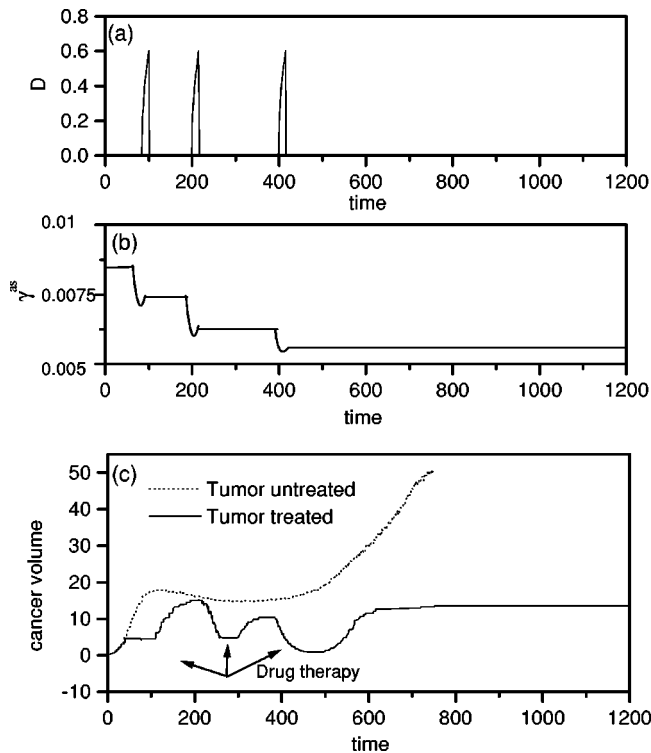 (a)
0.8
0.6
0.4
0.2
0.0
D
0 200 400 600 800 1000 1200
time
(b)
0.01
0.0075
0.005
γas
0 200 400 600 800 1000 1200
time
(c)
50
40
30
20
10
0
-10
cancer volume
Tumor untreated
Tumor treated
Drug therapy
0 200 400 600 800 1000 1200
time